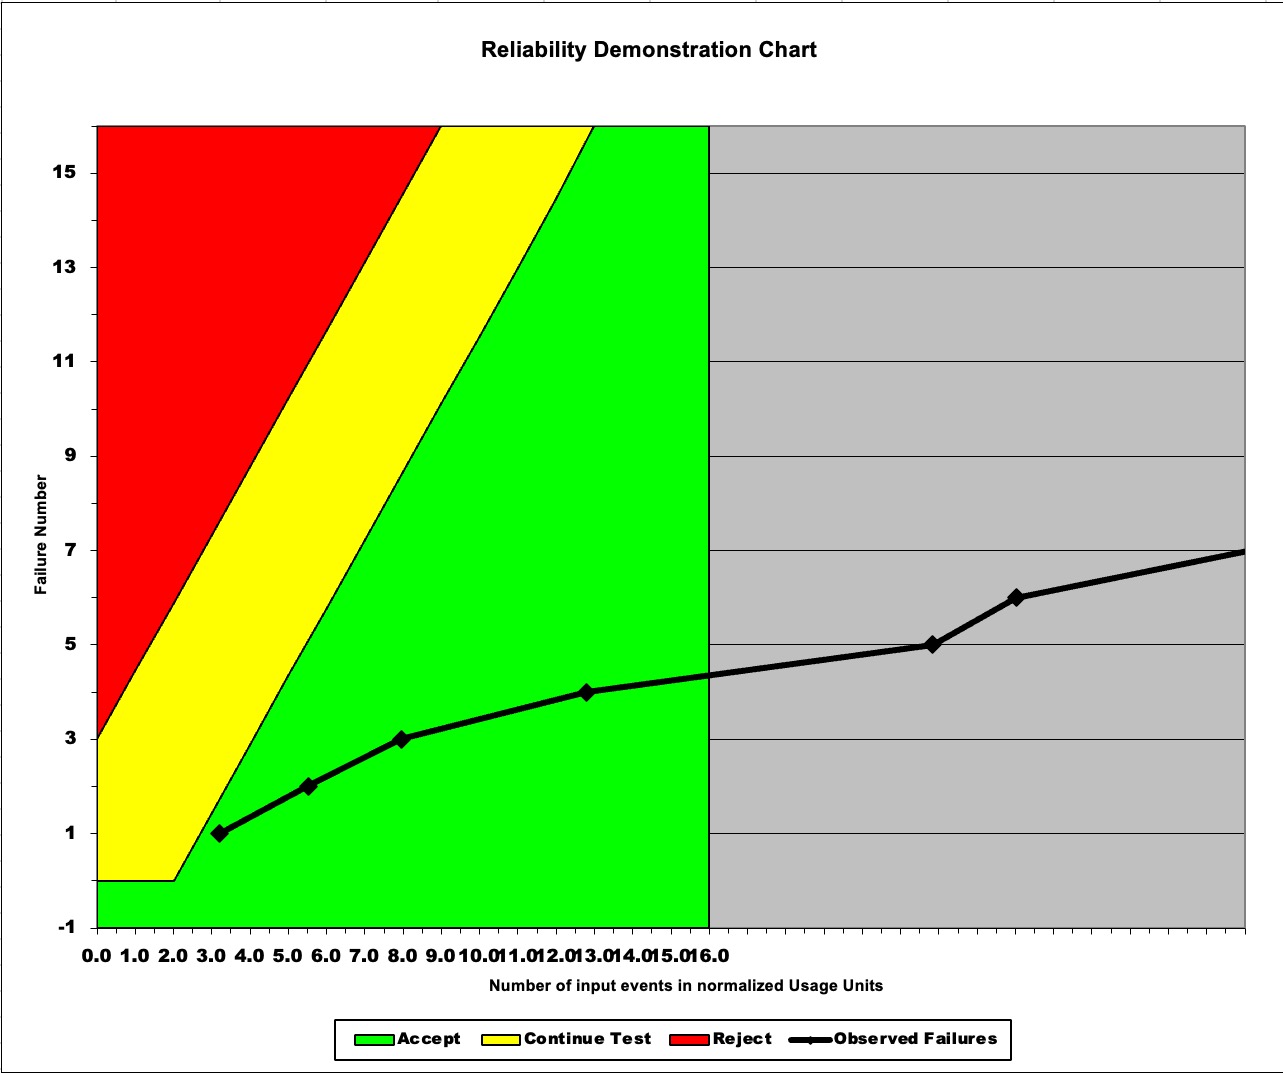 Reliability Demonstration Chart
15
13
11
9
7
5
3
1
-1
Failure Number
0.0 1.0 2.0 3.0 4.0 5.0 6.0 7.0 8.0 9.0 10.0 11.0 12.0 13.0 14.0 15.0 16.0
Number of input events in normalized Usage Units
Accept Continue Test Reject Observed Failures